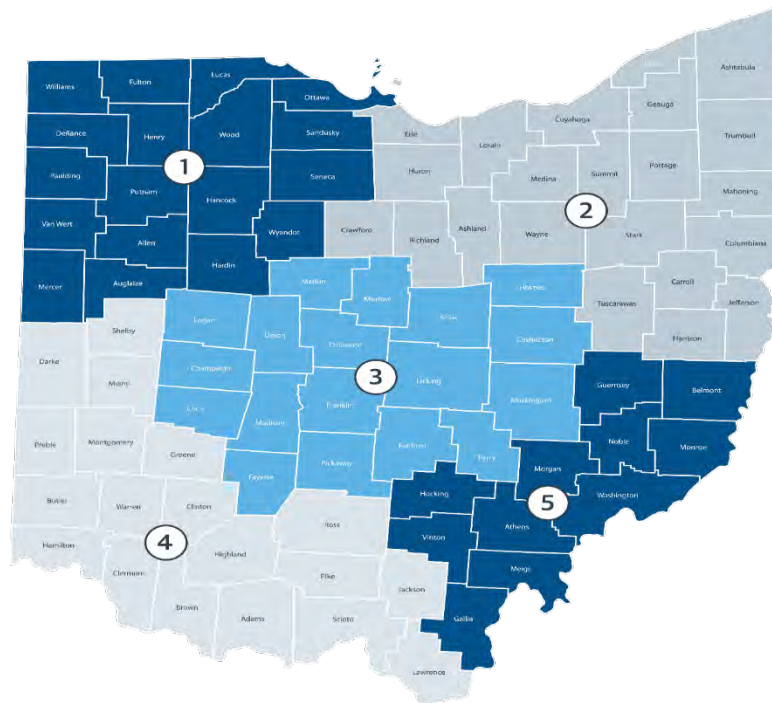 Williams
Fulton
Lucas
Ottawa
Defiance
Henry
Wood
Sandusky
Paulding
Putnam
Hancock
Seneca
1
Van Wert
Allen
Wyandot
Mercer
Auglaize
Hardin
Ashtabula
Geauga
Cuyahoga
Erie
Lorain
Trumbull
Huron
Medina
Summit
Portage
Mahoning
2
Crawford
Richland
Ashland
Wayne
Stark
Columbiana
Carroll
Tuscarawas
Jefferson
Harrison
Marion
Morrow
Knox
Holmes
Logan
Union
Delaware
Coshocton
Champaign
3
Licking
Clark
Franklin
Muskingum
Madison
Fairfield
Perry
Fayette
Pickaway
Shelby
Darke
Miami
Preble
Montgomery
Greene
Butler
Warren
Clinton
Ross
4
Hamilton
Highland
Clermont
Pike
Jackson
Brown
Adams
Scioto
Lawrence
Guernsey
Belmont
Noble
Monroe
Morgan
Washington
Hocking
5
Athens
Vinton
Meigs
Gallia